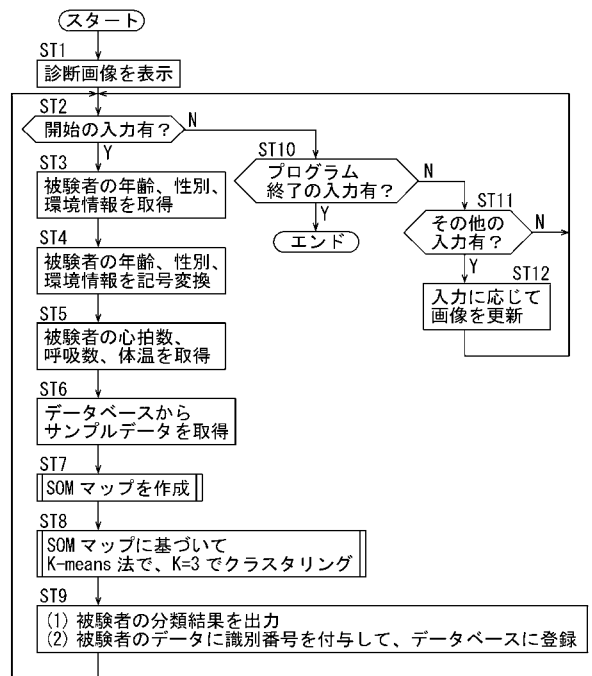 スタート
ST1
診断画像を表示
ST2
開始の入力有?
N
Y
ST3
被験者の年齢、性別、
環境情報を取得
ST4
被験者の年齢、性別、
環境情報を記号変換
ST5
被験者の心拍数、
呼吸数、体温を取得
ST6
データベースから
サンプルデータを取得
ST7
SOM マップを作成
ST8
SOM マップに基づいて
K-means 法で、K=3 でクラスタリング
ST9
(1) 被験者の分類結果を出力
(2) 被験者のデータに識別番号を付与して、データベースに登録
ST10
プログラム
終了の入力有?
N
Y
エンド
ST11
その他の
入力有?
N
Y
ST12
入力に応じて
画像を更新